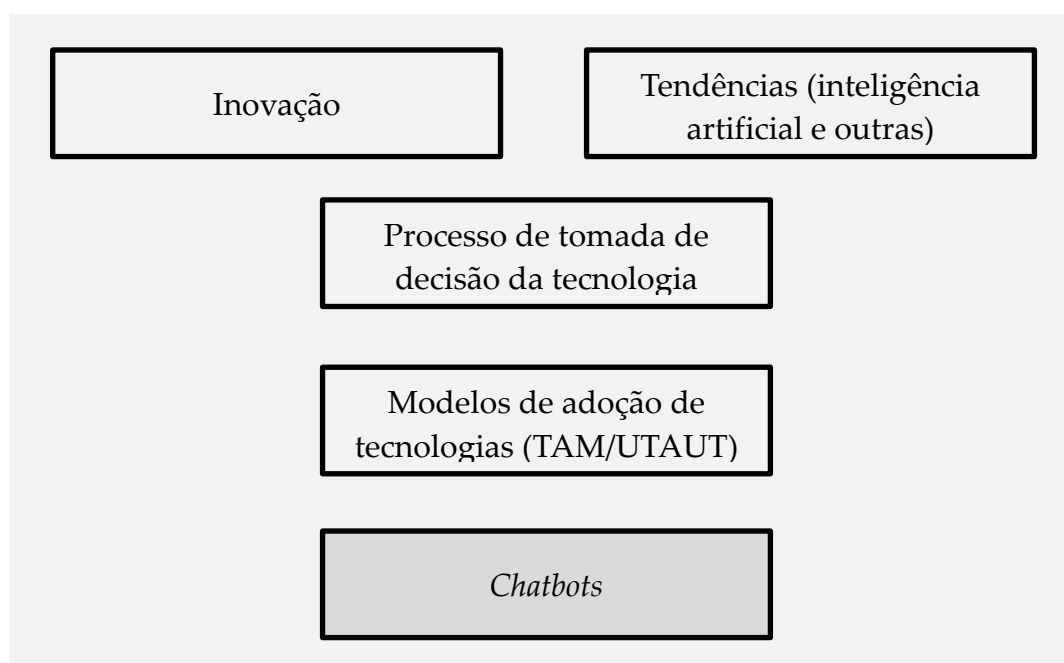 Inovação
Tendências (inteligência
artificial e outras)
Processo de tomada de
decisão da tecnologia
Modelos de adoção de
tecnologias (TAM/UTAUT)
Chatbots